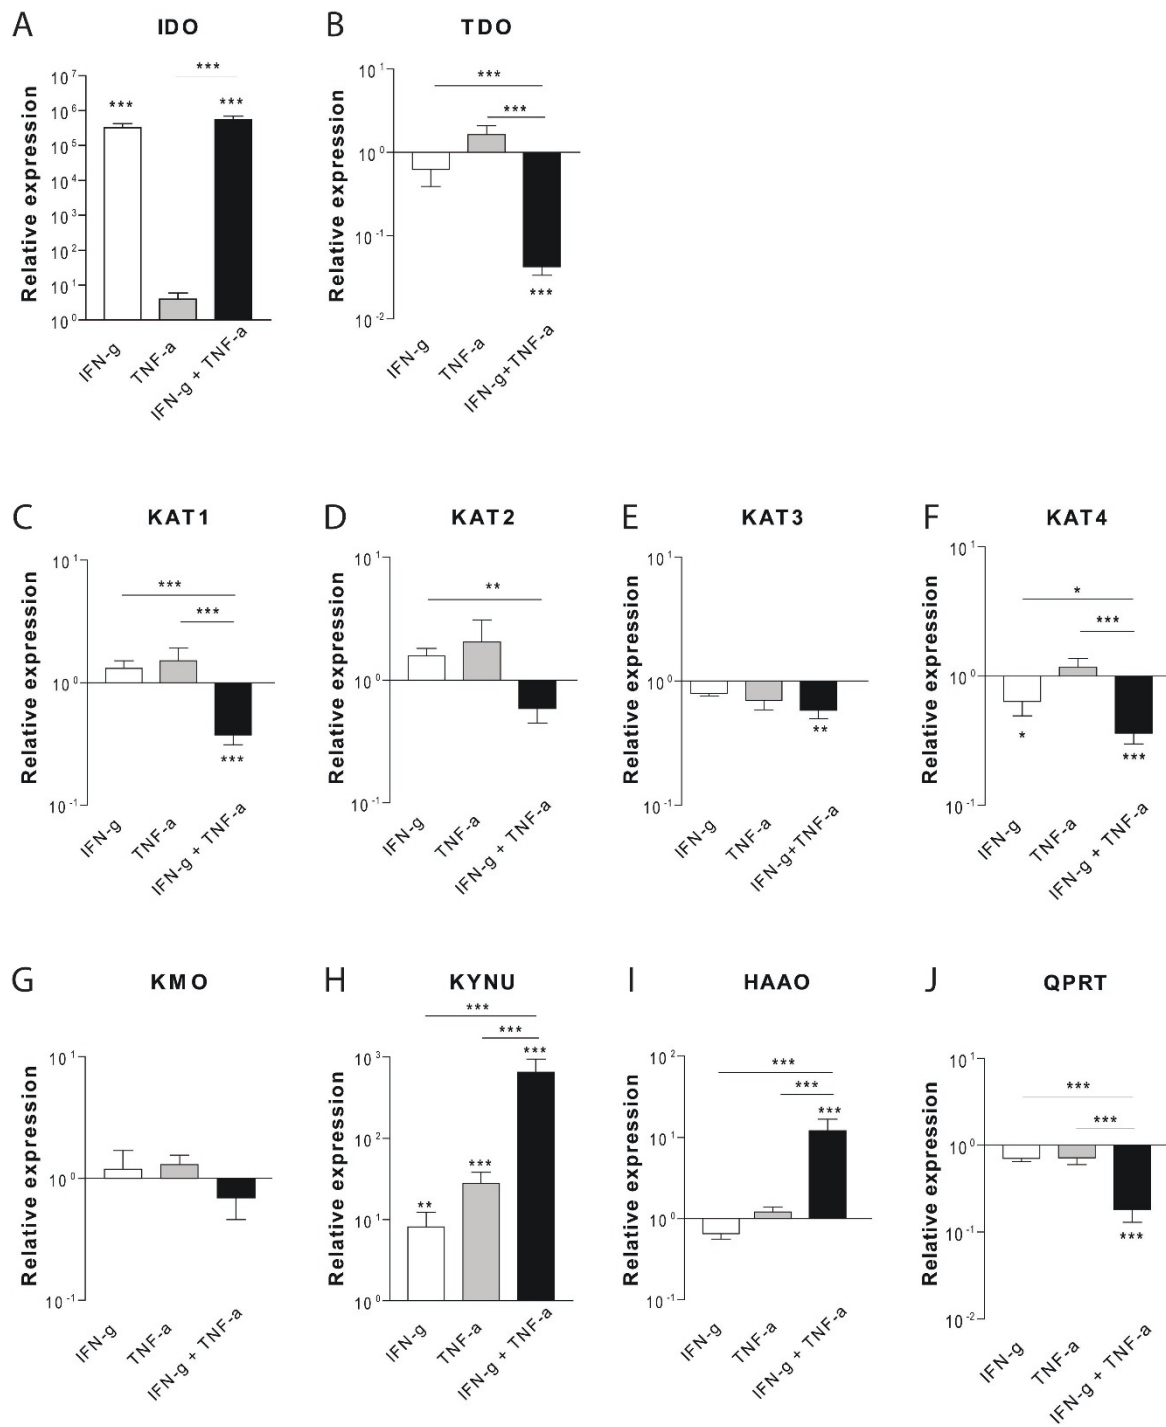 A IDO
Relative expression
10^7
10^6
10^5
10^4
10^3
10^2
10^1
10^0
***
***
***
IFN-g
TNF-a
IFN-g + TNF-a
B TDO
Relative expression
10^1
10^0
10^-1
10^-2
***
***
***
IFN-g
TNF-a
IFN-g+TNF-a
C KAT1
Relative expression
10^1
10^0
10^-1
***
***
***
IFN-g
TNF-a
IFN-g + TNF-a
D KAT2
Relative expression
10^1
10^0
10^-1
**
IFN-g
TNF-a
IFN-g + TNF-a
E KAT3
Relative expression
10^1
10^0
10^-1
**
IFN-g
TNF-a
IFN-g+TNF-a
F KAT4
Relative expression
10^1
10^0
10^-1
*
***
*
***
IFN-g
TNF-a
IFN-g + TNF-a
G KMO
Relative expression
10^1
10^0
10^-1
IFN-g
TNF-a
IFN-g + TNF-a
H KYNU
Relative expression
10^3
10^2
10^1
10^0
***
***
***
***
**
IFN-g
TNF-a
IFN-g + TNF-a
I HAAO
Relative expression
10^2
10^1
10^0
10^-1
***
***
***
IFN-g
TNF-a
IFN-g + TNF-a
J QPRT
Relative expression
10^1
10^0
10^-1
10^-2
***
***
***
IFN-g
TNF-a
IFN-g + TNF-a